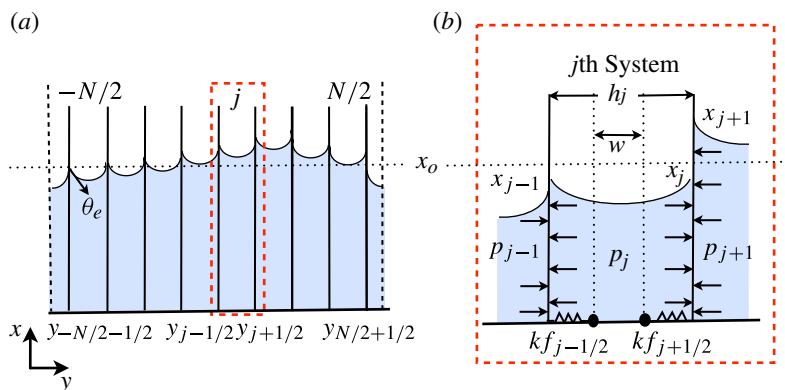 (a)
−N/2
j
N/2
x_o
θ_e
x
y
y_{−N/2−1/2}
y_{j−1/2}
y_{j+1/2}
y_{N/2+1/2}
(b)
jth System
h_j
w
x_{j+1}
x_{j−1}
x_j
p_{j−1}
p_j
p_{j+1}
kf_{j−1/2}
kf_{j+1/2}